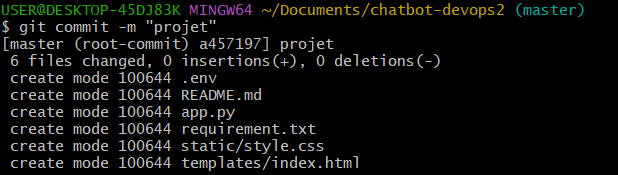 USER@DESKTOP-45DJ83K MINGW64 ~/Documents/chatbot-devops2 (master)
$ git commit -m "projet"
[master (root-commit) a457197] projet
 6 files changed, 0 insertions(+), 0 deletions(-)
 create mode 100644 .env
 create mode 100644 README.md
 create mode 100644 app.py
 create mode 100644 requirement.txt
 create mode 100644 static/style.css
 create mode 100644 templates/index.html